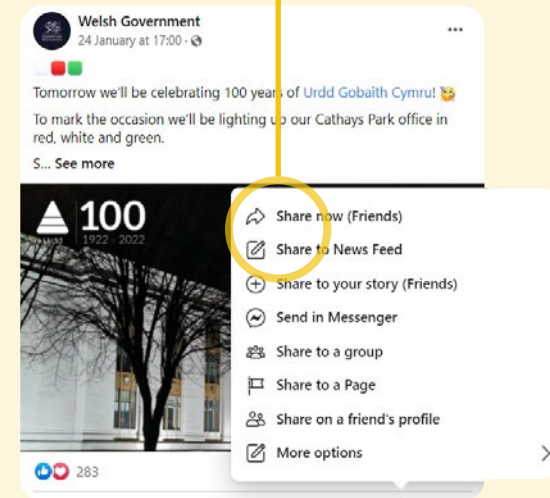 Welsh Government
24 January at 17:00 ·
Tomorrow we'll be celebrating 100 years of Urdd Gobaith Cymru!
To mark the occasion we'll be lighting up our Cathays Park office in
red, white and green.
S... See more
100
Urdd 1922 - 2022
Share now (Friends)
Share to News Feed
Share to your story (Friends)
Send in Messenger
Share to a group
Share to a Page
Share on a friend's profile
More options
283